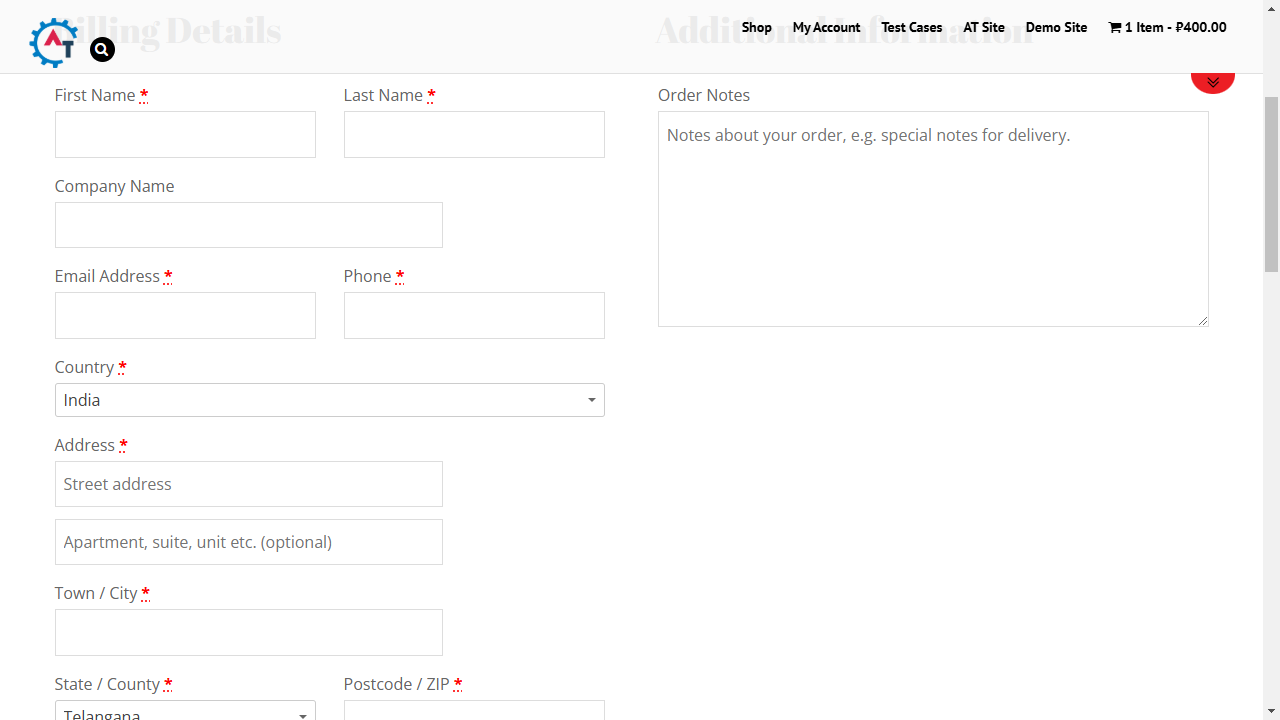 Billing Details
Additional Information
AT
Shop
My Account
Test Cases
AT Site
Demo Site
1 Item - ₽400.00
First Name *
Last Name *
Order Notes
Notes about your order, e.g. special notes for delivery.
Company Name
Email Address *
Phone *
Country *
India
Address *
Street address
Apartment, suite, unit etc. (optional)
Town / City *
State / County *
Postcode / ZIP *
Telangana